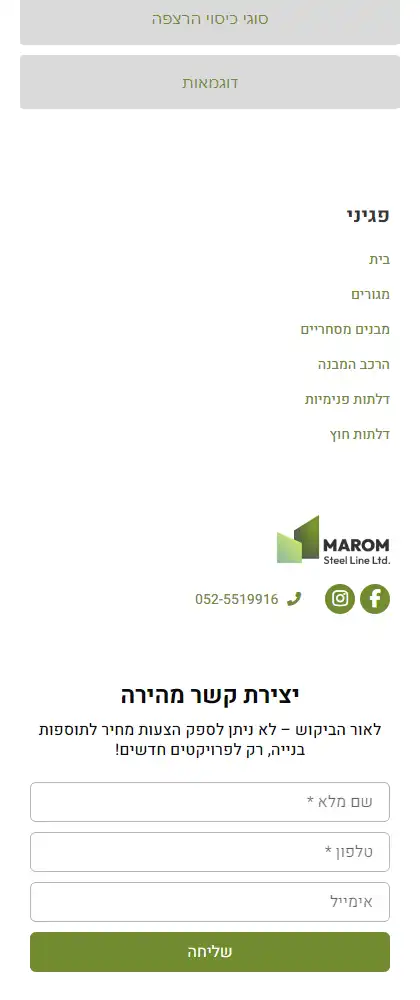 סוגי כיסוי הרצפה
דוגמאות
פגיני
בית
מגורים
מבנים מסחריים
הרכב המבנה
דלתות פנימיות
דלתות חוץ
MAROM
Steel Line Ltd.
052-5519916
יצירת קשר מהירה
לאור הביקוש – לא ניתן לספק הצעות מחיר לתוספות
בנייה, רק לפרויקטים חדשים!
שם מלא *
טלפון *
אימייל
שליחה